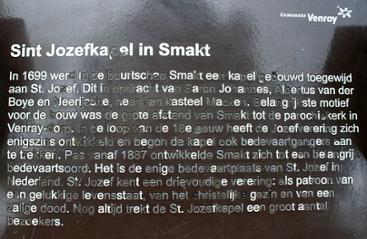 Gemeente
Venray
Sint Jozefkapel in Smakt
In 1699 werd in de buurtschap Smakt een kapel gebouwd toegewijd
aan St. Jozef. Dit in opdracht van Baron Johannes, Albertus van der
Boye en Meerlische, heer van kasteel Macken. Belangrijkste motief
voor de bouw was de grote afstand van Smakt tot de parochiekerk in
Venray-dorp. In de loop van de 18e eeuw heeft de Jozefverering zich
enigszins ontwikkeld en begon de kapel ook bedevaartgangers aan
te trekken. Pas vanaf 1887 ontwikkelde Smakt zich tot een belangrijk
bedevaartsoord. Het is de enige bedevaartplaats van St. Jozef in
Nederland. St. Jozef kent een drievoudige verering: als patroon van
een gelukkige levensstaat, van het christelijk gezin en van een
zalige dood. Nog altijd trekt de St. Jozefkapel een groot aantal
bezoekers.